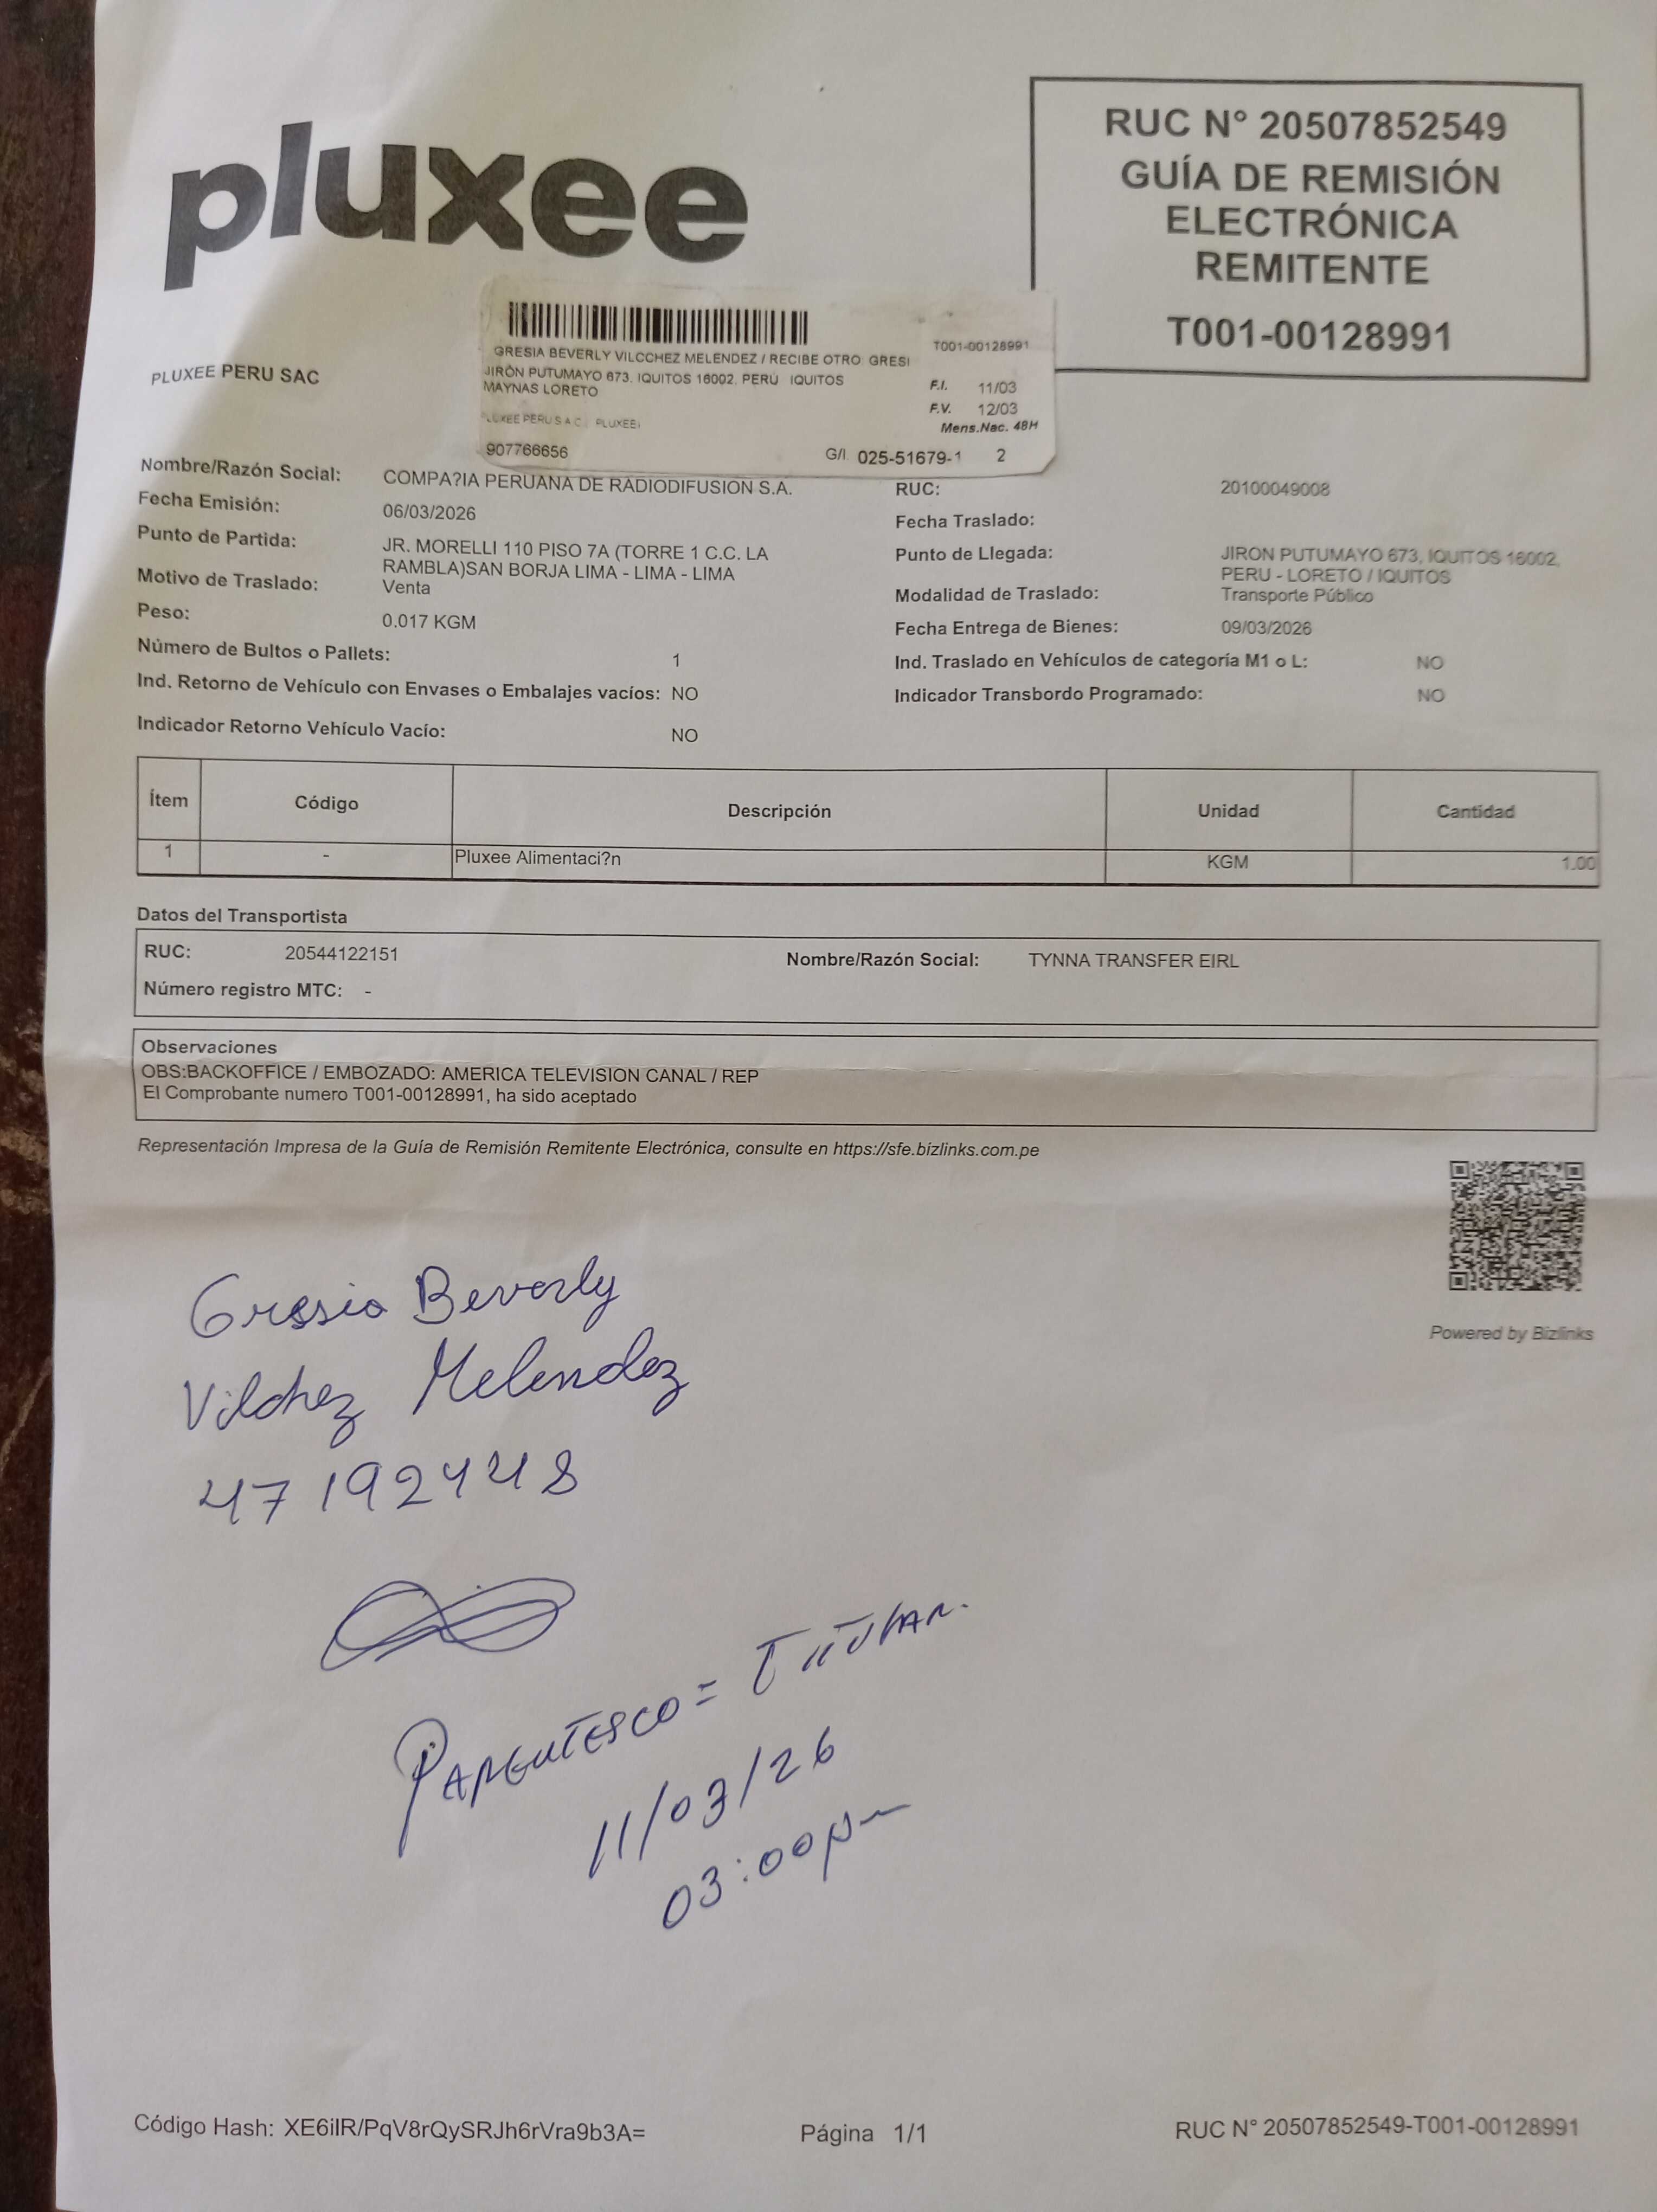 pluxee
RUC N° 20507852549
GUÍA DE REMISIÓN
ELECTRÓNICA
REMITENTE
T001-00128991
PLUXEE PERU SAC
GRESIA BEVERLY VILCCHEZ MELENDEZ / RECIBE OTRO: GRESI
T001-00128991
JIRÓN PUTUMAYO 673, IQUITOS 16002, PERÚ IQUITOS
MAYNAS LORETO
F.I. 11/03
F.V. 12/03
PLUXEE PERU S.A.C. PLUXEE
Mens.Nac. 48H
907766656
G/I 025-51679-1 2
Nombre/Razón Social: COMPA?IA PERUANA DE RADIODIFUSION S.A.
RUC: 20100049008
Fecha Emisión: 06/03/2026
Fecha Traslado:
Punto de Partida: JR. MORELLI 110 PISO 7A (TORRE 1 C.C. LA
RAMBLA)SAN BORJA LIMA - LIMA - LIMA
Punto de Llegada: JIRON PUTUMAYO 673, IQUITOS 16002,
PERU - LORETO / IQUITOS
Motivo de Traslado: Venta
Modalidad de Traslado: Transporte Público
Peso: 0.017 KGM
Fecha Entrega de Bienes: 09/03/2026
Número de Bultos o Pallets: 1
Ind. Traslado en Vehículos de categoría M1 o L: NO
Ind. Retorno de Vehículo con Envases o Embalajes vacíos: NO
Indicador Transbordo Programado: NO
Indicador Retorno Vehículo Vacío: NO
Ítem Código Descripción Unidad Cantidad
1 - Pluxee Alimentaci?n KGM 1.00
Datos del Transportista
RUC: 20544122151 Nombre/Razón Social: TYNNA TRANSFER EIRL
Número registro MTC: -
Observaciones
OBS:BACKOFFICE / EMBOZADO: AMERICA TELEVISION CANAL / REP
El Comprobante numero T001-00128991, ha sido aceptado
Representación Impresa de la Guía de Remisión Remitente Electrónica, consulte en https://sfe.bizlinks.com.pe
Powered by Bizlinks
Gresia Beverly
Vilchez Melendez
47192448
PARENTESCO = TITULAR.
11/03/26
03:00pm
Código Hash: XE6ilR/PqV8rQySRJh6rVra9b3A=
Página 1/1
RUC N° 20507852549-T001-00128991